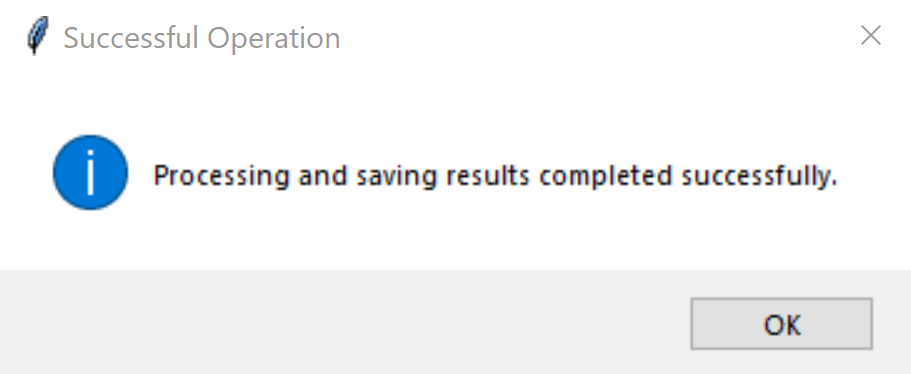 Successful Operation
Processing and saving results completed successfully.
OK